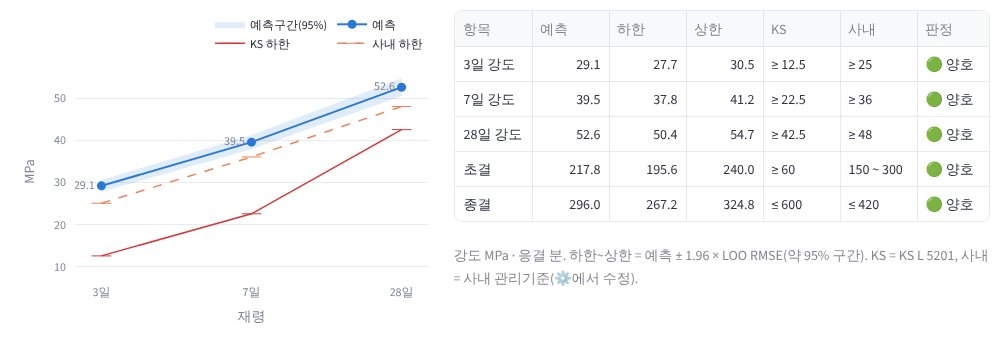 예측구간(95%) 예측
KS 하한 사내 하한
MPa
50
40
30
20
10
29.1
39.5
52.6
3일 7일 28일
재령
항목 예측 하한 상한 KS 사내 판정
3일 강도 29.1 27.7 30.5 ≥ 12.5 ≥ 25 🟢 양호
7일 강도 39.5 37.8 41.2 ≥ 22.5 ≥ 36 🟢 양호
28일 강도 52.6 50.4 54.7 ≥ 42.5 ≥ 48 🟢 양호
초결 217.8 195.6 240.0 ≥ 60 150 ~ 300 🟢 양호
종결 296.0 267.2 324.8 ≤ 600 ≤ 420 🟢 양호
강도 MPa · 응결 분. 하한~상한 = 예측 ± 1.96 × LOO RMSE(약 95% 구간). KS = KS L 5201, 사내
= 사내 관리기준(⚙️에서 수정).